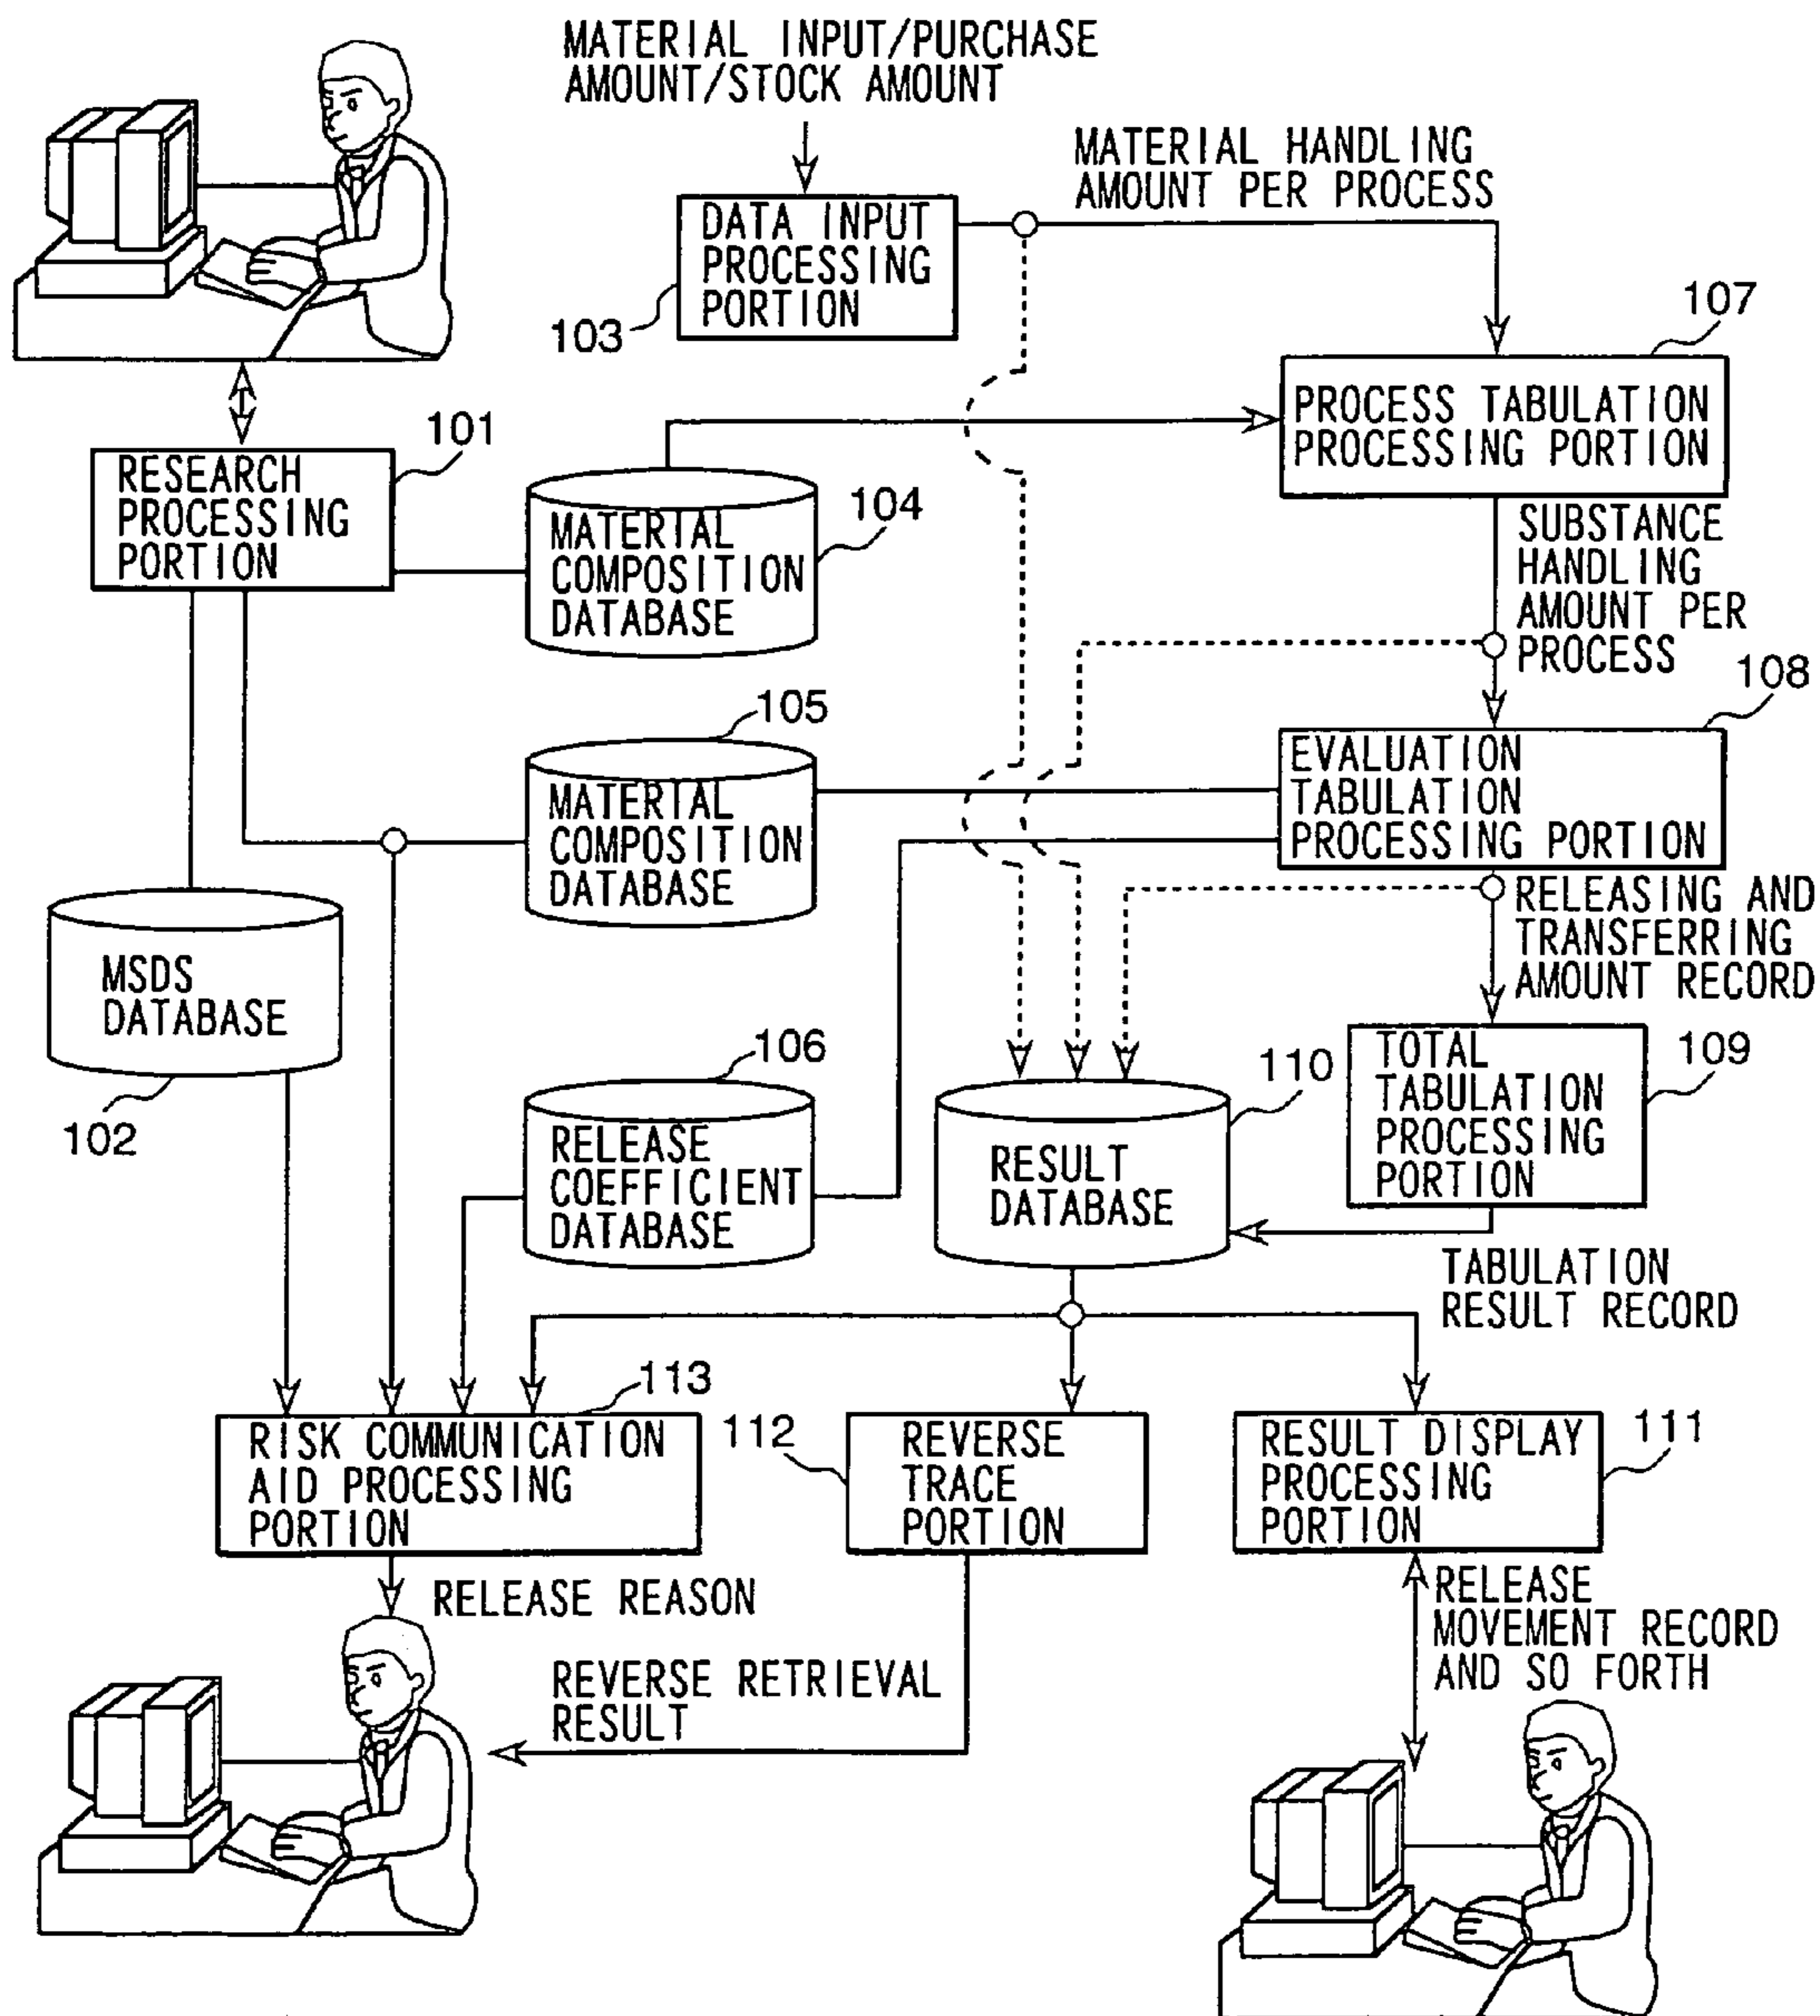 MATERIAL INPUT/PURCHASE
AMOUNT/STOCK AMOUNT
MATERIAL HANDLING
AMOUNT PER PROCESS
DATA INPUT
PROCESSING
PORTION
103
107
PROCESS TABULATION
PROCESSING PORTION
101
RESEARCH
PROCESSING
PORTION
104
MATERIAL
COMPOSITION
DATABASE
SUBSTANCE
HANDLING
AMOUNT PER
PROCESS
108
105
MATERIAL
COMPOSITION
DATABASE
EVALUATION
TABULATION
PROCESSING PORTION
RELEASING AND
TRANSFERRING
AMOUNT RECORD
MSDS
DATABASE
102
106
RELEASE
COEFFICIENT
DATABASE
110
RESULT
DATABASE
TOTAL
TABULATION
PROCESSING
PORTION
109
TABULATION
RESULT RECORD
113
RISK COMMUNICATION
AID PROCESSING
PORTION
112
REVERSE
TRACE
PORTION
RESULT DISPLAY
PROCESSING
PORTION
111
RELEASE REASON
REVERSE RETRIEVAL
RESULT
RELEASE
MOVEMENT RECORD
AND SO FORTH